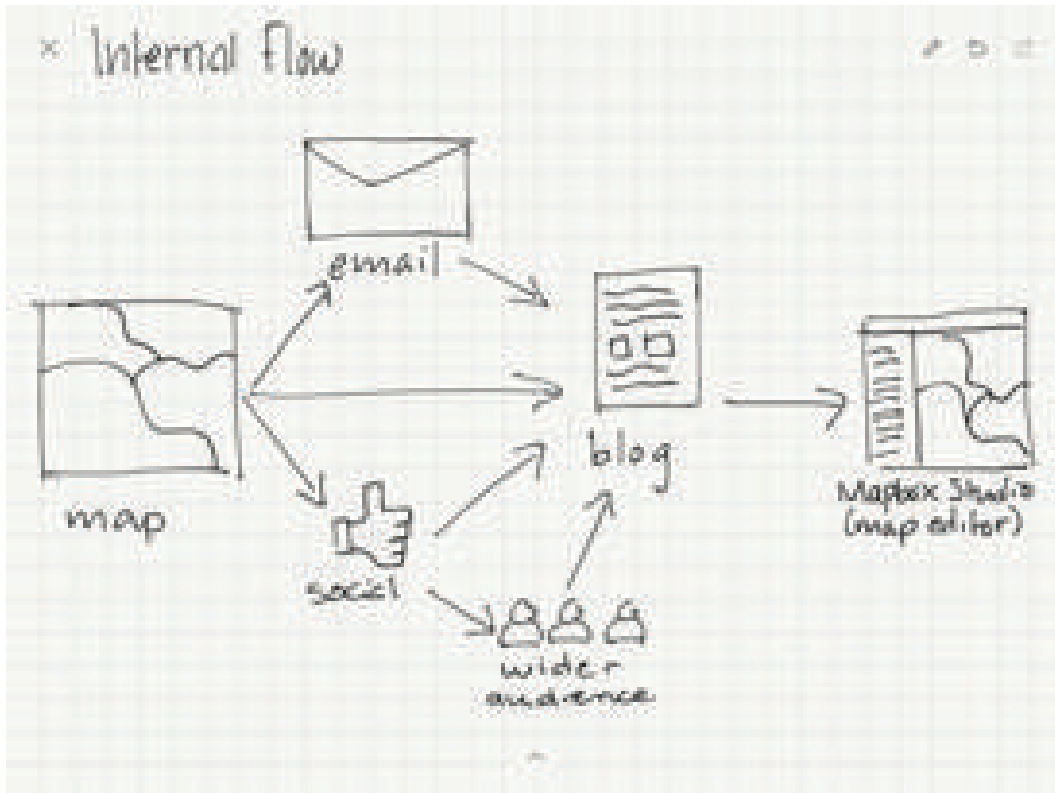 Internal flow
email
map
blog
Mapbox Studio
(map editor)
social
wider
audience